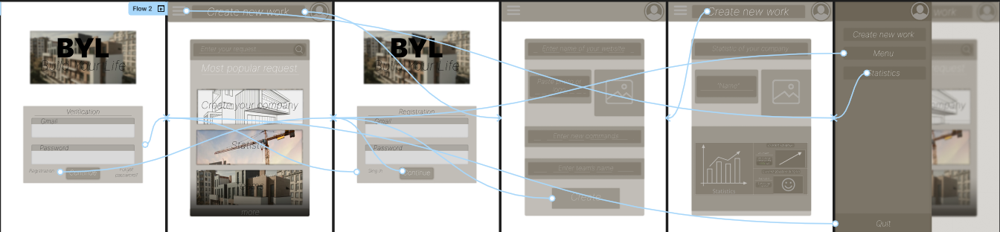 Flow 2
BYL
Build Your Life
Verification
Gmail
Password
Registration
Continue
Forget
password?
Create new work
Enter your request...
Most popular request
Create your company
more
BYL
Build Your Life
Registration
Gmail
Password
Sing in
Continue
Enter name of your website
Enter new commands
Enter teams name
Create
Create new work
Statistic of your company
"Name"
Statistics
Create new work
Menu
Statistics
Quit
work